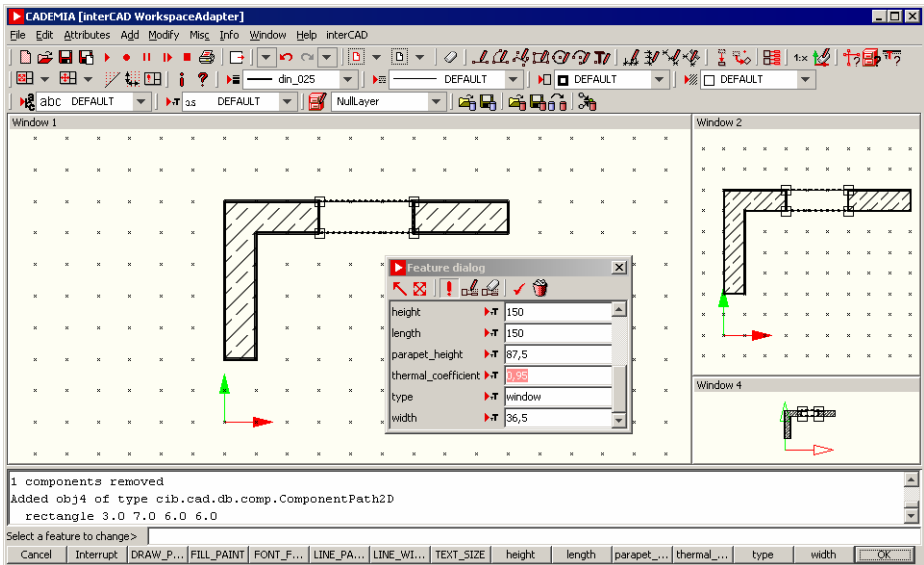 CADEMIA [interCAD WorkspaceAdapter]
File Edit Attributes Add Modify Misc Info Window Help interCAD
1:x
din_025 DEFAULT DEFAULT DEFAULT
abc DEFAULT DEFAULT NullLayer
Window 1
Window 2
Feature dialog
height 150
length 150
parapet_height 87,5
thermal_coefficient 0,95
type window
width 36,5
Window 4
1 components removed
Added obj4 of type cib.cad.db.comp.ComponentPath2D
rectangle 3.0 7.0 6.0 6.0
Select a feature to change>
Cancel Interrupt DRAW_P... FILL_PAINT FONT_F... LINE_PA... LINE_WI... TEXT_SIZE height length parapet_... thermal_... type width OK